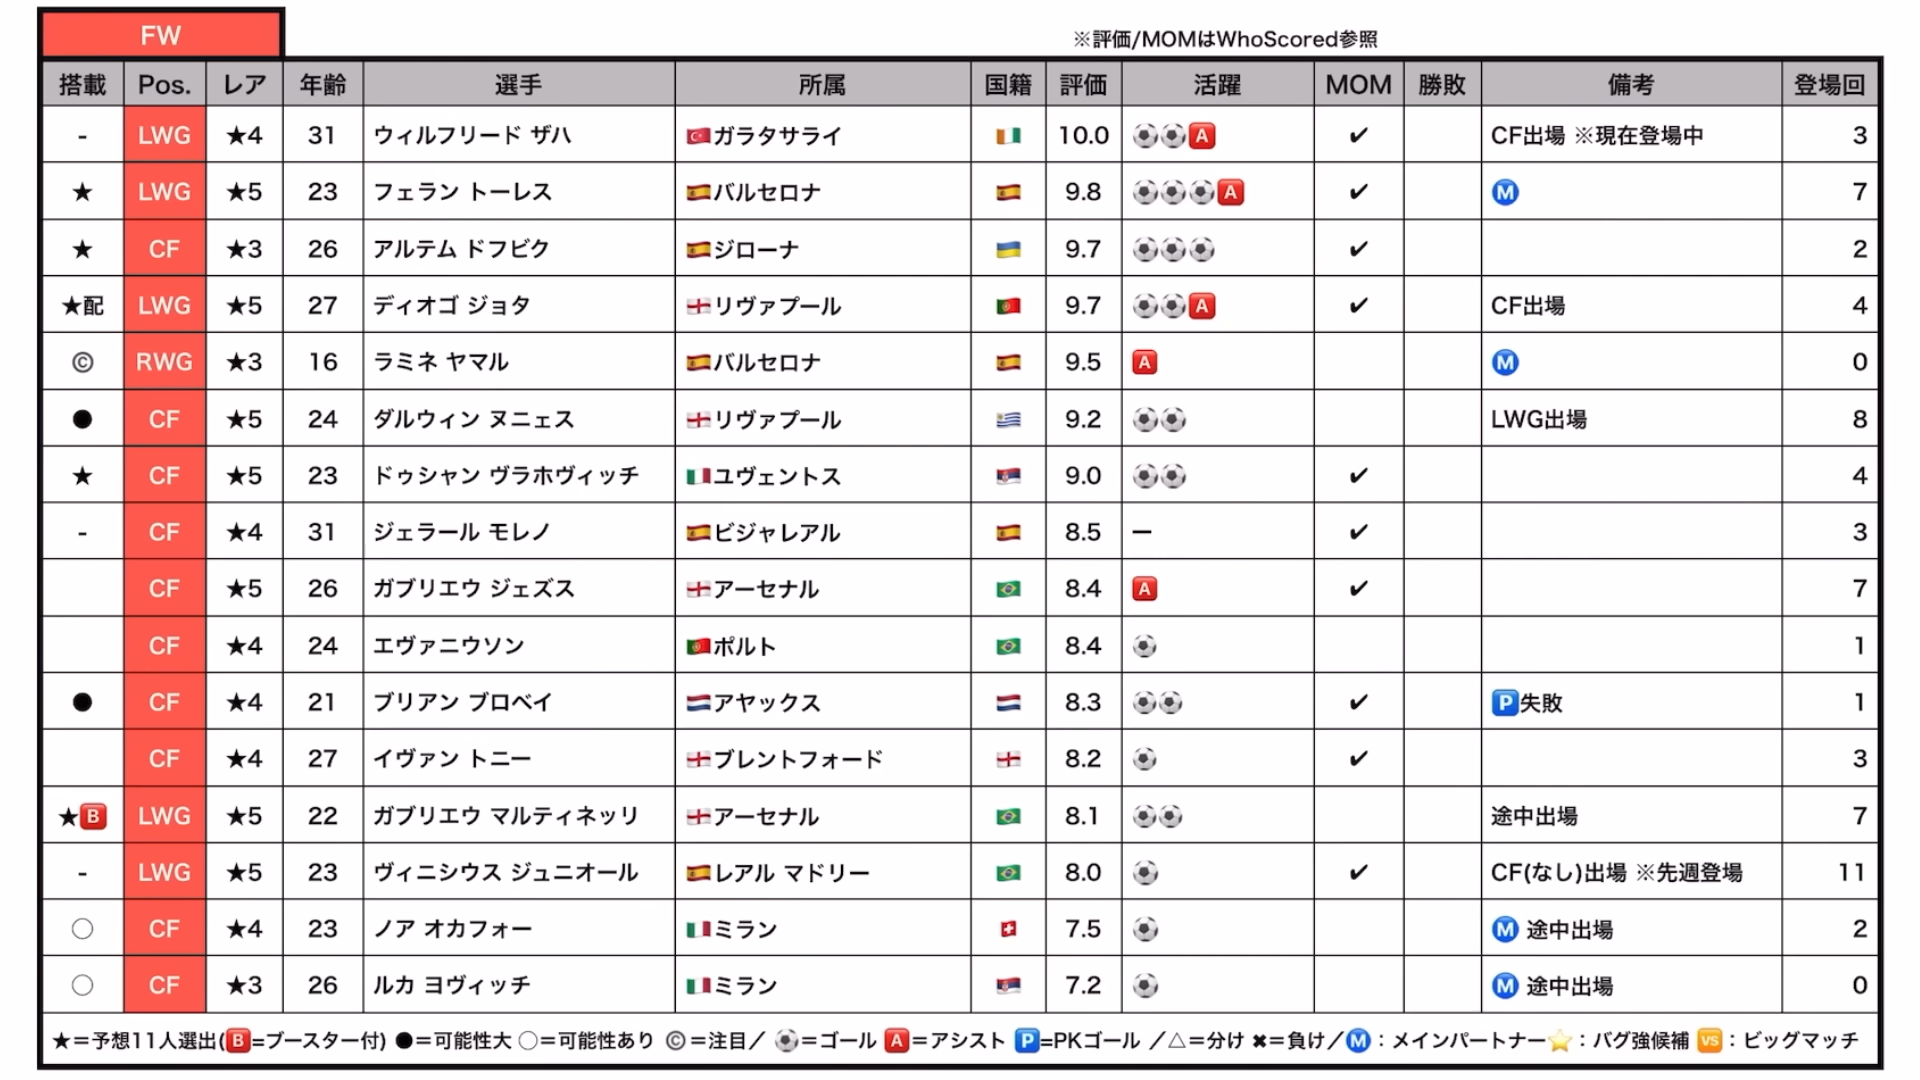 FW
※評価/MOMはWhoScored参照
搭載 Pos. レア 年齢 選手 所属 国籍 評価 活躍 MOM 勝敗 備考 登場回
- LWG ★4 31 ウィルフリード ザハ 🇹🇷ガラタサライ 🇨🇮 10.0 ⚽⚽🅰 ✔ CF出場 ※現在登場中 3
★ LWG ★5 23 フェラン トーレス 🇪🇸バルセロナ 🇪🇸 9.8 ⚽⚽⚽🅰 ✔ Ⓜ 7
★ CF ★3 26 アルテム ドフビク 🇪🇸ジローナ 🇺🇦 9.7 ⚽⚽⚽ ✔ 2
★配 LWG ★5 27 ディオゴ ジョタ 🏴󠁧󠁢󠁥󠁮󠁧󠁿リヴァプール 🇵🇹 9.7 ⚽⚽🅰 ✔ CF出場 4
© RWG ★3 16 ラミネ ヤマル 🇪🇸バルセロナ 🇪🇸 9.5 🅰 Ⓜ 0
● CF ★5 24 ダルウィン ヌニェス 🏴󠁧󠁢󠁥󠁮󠁧󠁿リヴァプール 🇺🇾 9.2 ⚽⚽ LWG出場 8
★ CF ★5 23 ドゥシャン ヴラホヴィッチ 🇮🇹ユヴェントス 🇷🇸 9.0 ⚽⚽ ✔ 4
- CF ★4 31 ジェラール モレノ 🇪🇸ビジャレアル 🇪🇸 8.5 ー ✔ 3
CF ★5 26 ガブリエウ ジェズス 🏴󠁧󠁢󠁥󠁮󠁧󠁿アーセナル 🇧🇷 8.4 🅰 ✔ 7
CF ★4 24 エヴァニウソン 🇵🇹ポルト 🇧🇷 8.4 ⚽ 1
● CF ★4 21 ブリアン ブロベイ 🇳🇱アヤックス 🇳🇱 8.3 ⚽⚽ ✔ 🅿失敗 1
CF ★4 27 イヴァン トニー 🏴󠁧󠁢󠁥󠁮󠁧󠁿ブレントフォード 🏴󠁧󠁢󠁥󠁮󠁧󠁿 8.2 ⚽ ✔ 3
★🅱 LWG ★5 22 ガブリエウ マルティネッリ 🏴󠁧󠁢󠁥󠁮󠁧󠁿アーセナル 🇧🇷 8.1 ⚽⚽ 途中出場 7
- LWG ★5 23 ヴィニシウス ジュニオール 🇪🇸レアル マドリー 🇧🇷 8.0 ⚽ ✔ CF(なし)出場 ※先週登場 11
○ CF ★4 23 ノア オカフォー 🇮🇹ミラン 🇨🇭 7.5 ⚽ Ⓜ 途中出場 2
○ CF ★3 26 ルカ ヨヴィッチ 🇮🇹ミラン 🇷🇸 7.2 ⚽ Ⓜ 途中出場 0
★=予想11人選出(🅱=ブースター付) ●=可能性大 ○=可能性あり ©=注目／ ⚽=ゴール 🅰=アシスト 🅿=PKゴール ／△=分け ✖=負け／Ⓜ：メインパートナー⭐：バグ強候補 🆚：ビッグマッチ